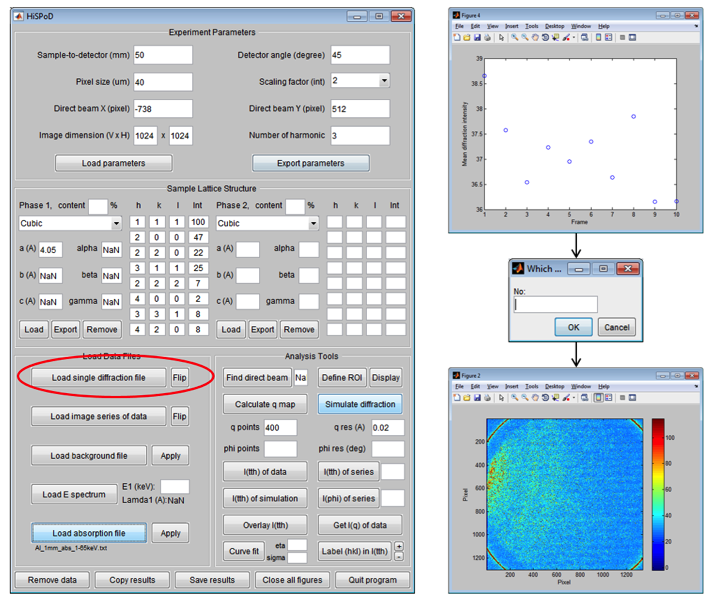 HiSPoD
Experiment Parameters
Sample-to-detector (mm) 50 Detector angle (degree) 45
Pixel size (um) 40 Scaling factor (int) 2
Direct beam X (pixel) -738 Direct beam Y (pixel) 512
Image dimension (V x H) 1024 x 1024 Number of harmonic 3
Load parameters Export parameters
Sample Lattice Structure
Phase 1, content % h k l Int Phase 2, content % h k l Int
Cubic 1 1 1 100 Cubic
2 0 0 47
a (A) 4.05 alpha NaN 2 2 0 22 a (A) alpha
b (A) NaN beta NaN 3 1 1 25 b (A) beta
2 2 2 7
c (A) NaN gamma NaN 4 0 0 2 c (A) gamma
3 3 1 8
Load Export Remove 4 2 0 8 Load Export Remove
Load Data Files
Load single diffraction file Flip
Load image series of data Flip
Load background file Apply
Load E spectrum E1 (keV):
Lamda1 (A): NaN
Load absorption file Apply
Al_1mm_abs_1-65keV.txt
Analysis Tools
Find direct beam Na Define ROI Display
Calculate q map Simulate diffraction
q points 400 q res (A) 0.02
phi points phi res (deg)
I(tth) of data I(tth) of series
I(tth) of simulation I(phi) of series
Overlay I(tth) Get I(q) of data
Curve fit eta sigma Label (hkl) in I(tth) + -
Remove data Copy results Save results Close all figures Quit program
Figure 4
File Edit View Insert Tools Desktop Window Help
39
38.5
38
37.5
37
36.5
36
Mean diffraction intensity
1 2 3 4 5 6 7 8 9 10
Frame
Which ...
No:
OK Cancel
Figure 2
File Edit View Insert Tools Desktop Window Help
200
400
600
800
1000
1200
Pixel
200 400 600 800 1000 1200
Pixel
100
80
60
40
20
0